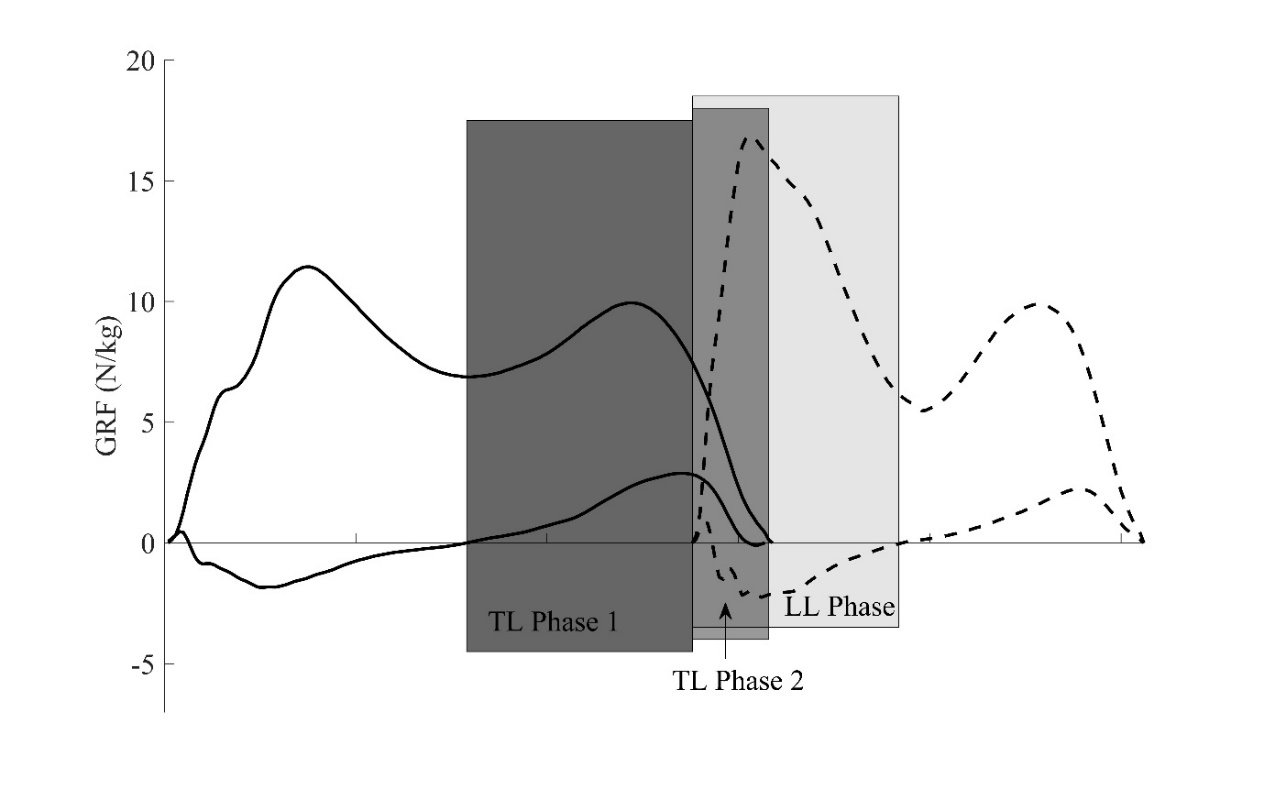 20
15
10
5
0
-5
GRF (N/kg)
TL Phase 1
LL Phase
TL Phase 2